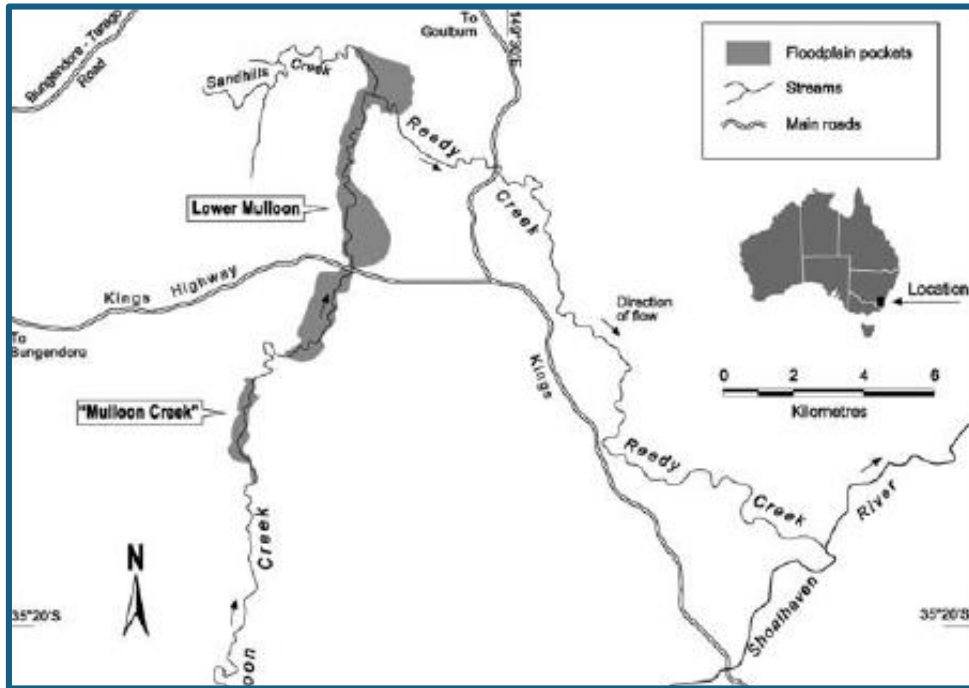 Bungendore - Tarago
Road
To
Goulburn
149°30'E
Sandhills Creek
Reedy
Creek
Lower Mulloon
Kings Highway
To
Bungendore
"Mulloon Creek"
Creek
oon
N
35°20'S
Direction
of flow
Kings
Reedy
Creek
Shoalhaven
River
35°20'S
Floodplain pockets
Streams
Main roads
Location
0 2 4 6
Kilometres